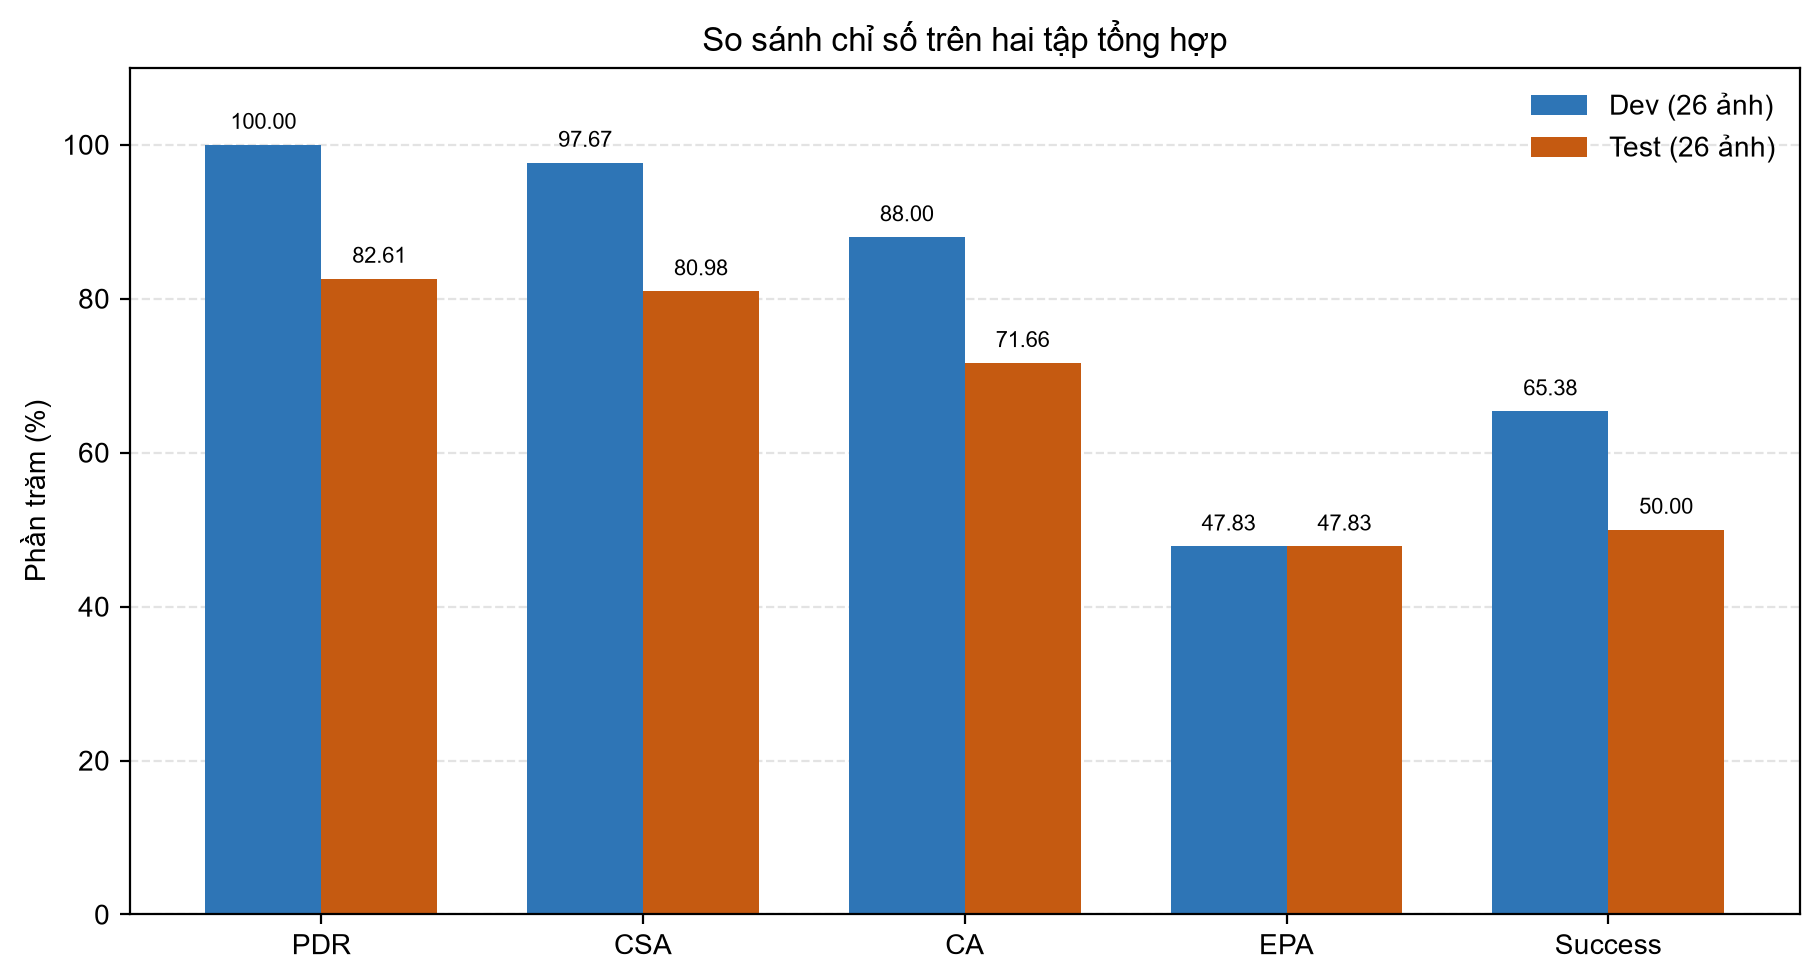 So sánh chỉ số trên hai tập tổng hợp
Dev (26 ảnh)
Test (26 ảnh)
Phần trăm (%)
100
80
60
40
20
0
100.00
82.61
97.67
80.98
88.00
71.66
47.83
47.83
65.38
50.00
PDR
CSA
CA
EPA
Success